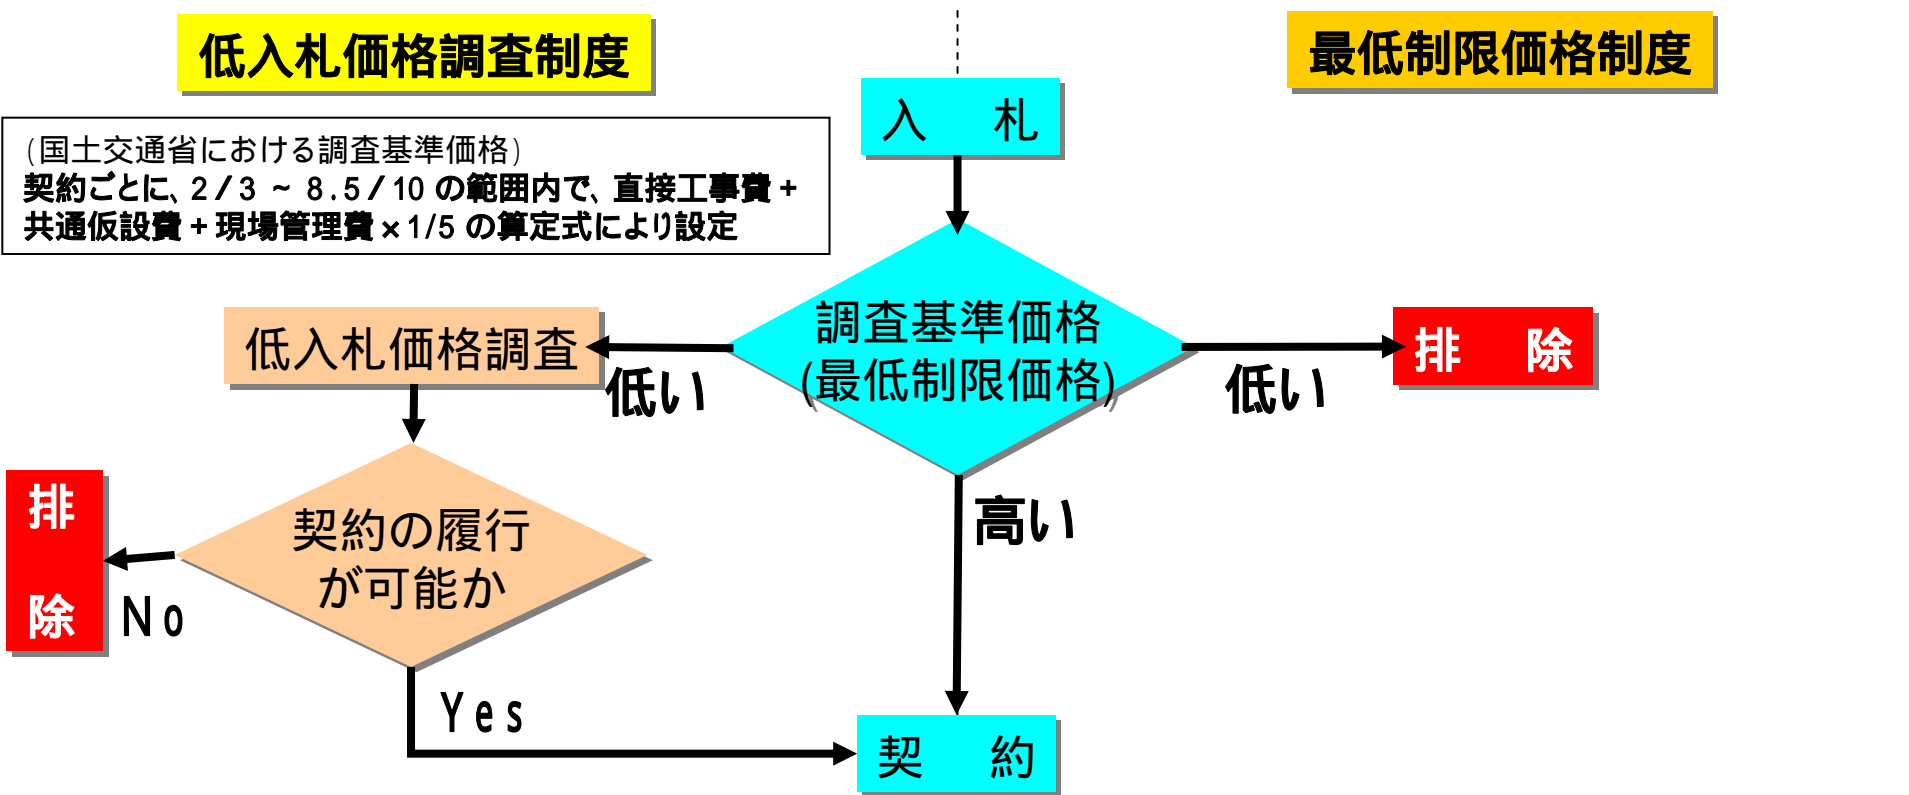 低入札価格調査制度
最低制限価格制度
入　札
(国土交通省における調査基準価格)
契約ごとに、2/3 ~ 8.5/10の範囲内で、直接工事費+
共通仮設費+現場管理費×1/5の算定式により設定
調査基準価格
(最低制限価格)
低入札価格調査
低い
低い
排　除
高い
契約の履行
が可能か
排
除
No
Yes
契　約